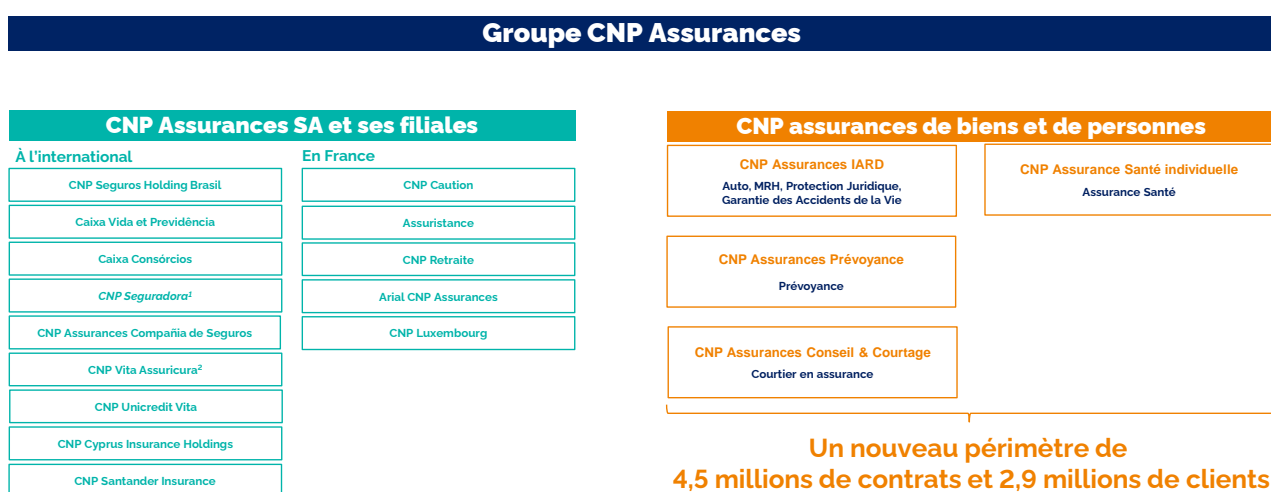 Groupe CNP Assurances
CNP Assurances SA et ses filiales
À l'international
CNP Seguros Holding Brasil
Caixa Vida et Previdência
Caixa Consórcios
CNP Seguradora¹
CNP Assurances Compañia de Seguros
CNP Vita Assuricura²
CNP Unicredit Vita
CNP Cyprus Insurance Holdings
CNP Santander Insurance
En France
CNP Caution
Assuristance
CNP Retraite
Arial CNP Assurances
CNP Luxembourg
CNP assurances de biens et de personnes
CNP Assurances IARD
Auto, MRH, Protection Juridique,
Garantie des Accidents de la Vie
CNP Assurance Santé individuelle
Assurance Santé
CNP Assurances Prévoyance
Prévoyance
CNP Assurances Conseil & Courtage
Courtier en assurance
Un nouveau périmètre de
4,5 millions de contrats et 2,9 millions de clients